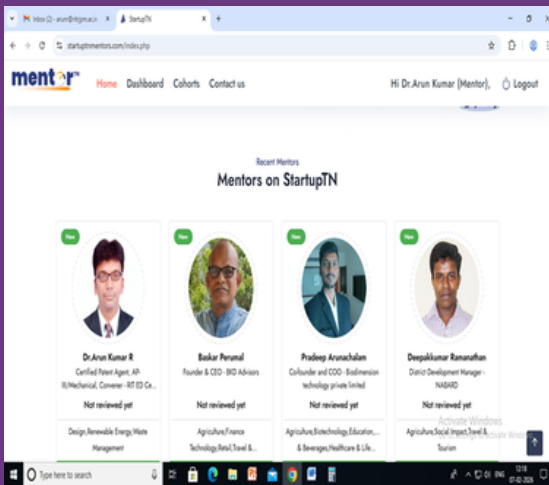 Inbox (2) - arun@ritrjpm.ac.in
StartupTN
startuptnmentors.com/index.php
mentor
Home Dashboard Cohorts Contact us
Hi Dr.Arun Kumar (Mentor), Logout
Recent Mentors
Mentors on StartupTN
New
New
New
New
Dr.Arun Kumar R
Certified Patent Agent, AP-
III/Mechanical, Convener - RIT ED Ce...
Not reviewed yet
Design,Renewable Energy,Waste
Management
Baskar Perumal
Founder & CEO - BKD Advisors
Not reviewed yet
Agriculture,Finance
Technology,Retail,Travel &...
Pradeep Arunachalam
Co-founder and COO - Biodimension
technology private limited
Not reviewed yet
Agriculture,Biotechnology,Education,...
& Beverages,Healthcare & Life...
Deepakkumar Ramanathan
District Development Manager -
NABARD
Not reviewed yet
Agriculture,Social Impact,Travel &
Tourism
Activate Windows
Type here to search
ENG
12:18
07-02-2026